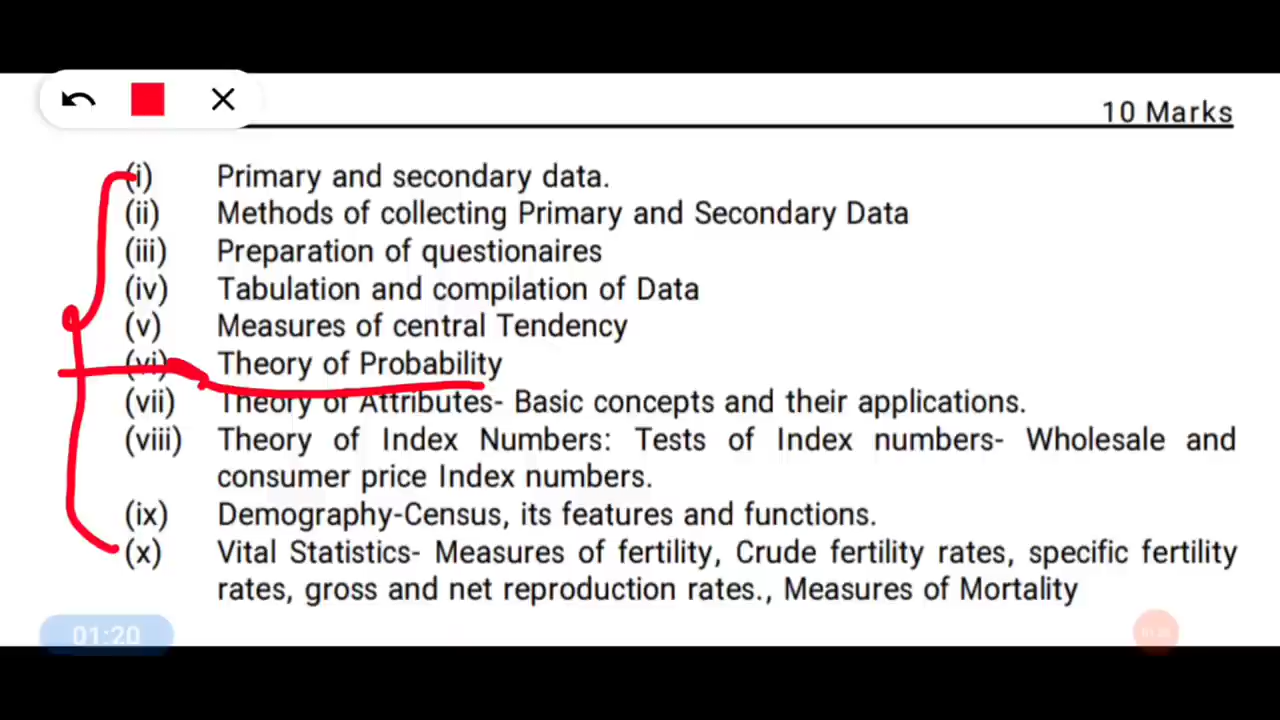 10 Marks
(i) Primary and secondary data.
(ii) Methods of collecting Primary and Secondary Data
(iii) Preparation of questionaires
(iv) Tabulation and compilation of Data
(v) Measures of central Tendency
(vi) Theory of Probability
(vii) Theory of Attributes- Basic concepts and their applications.
(viii) Theory of Index Numbers: Tests of Index numbers- Wholesale and
consumer price Index numbers.
(ix) Demography-Census, its features and functions.
(x) Vital Statistics- Measures of fertility, Crude fertility rates, specific fertility
rates, gross and net reproduction rates., Measures of Mortality
01:20